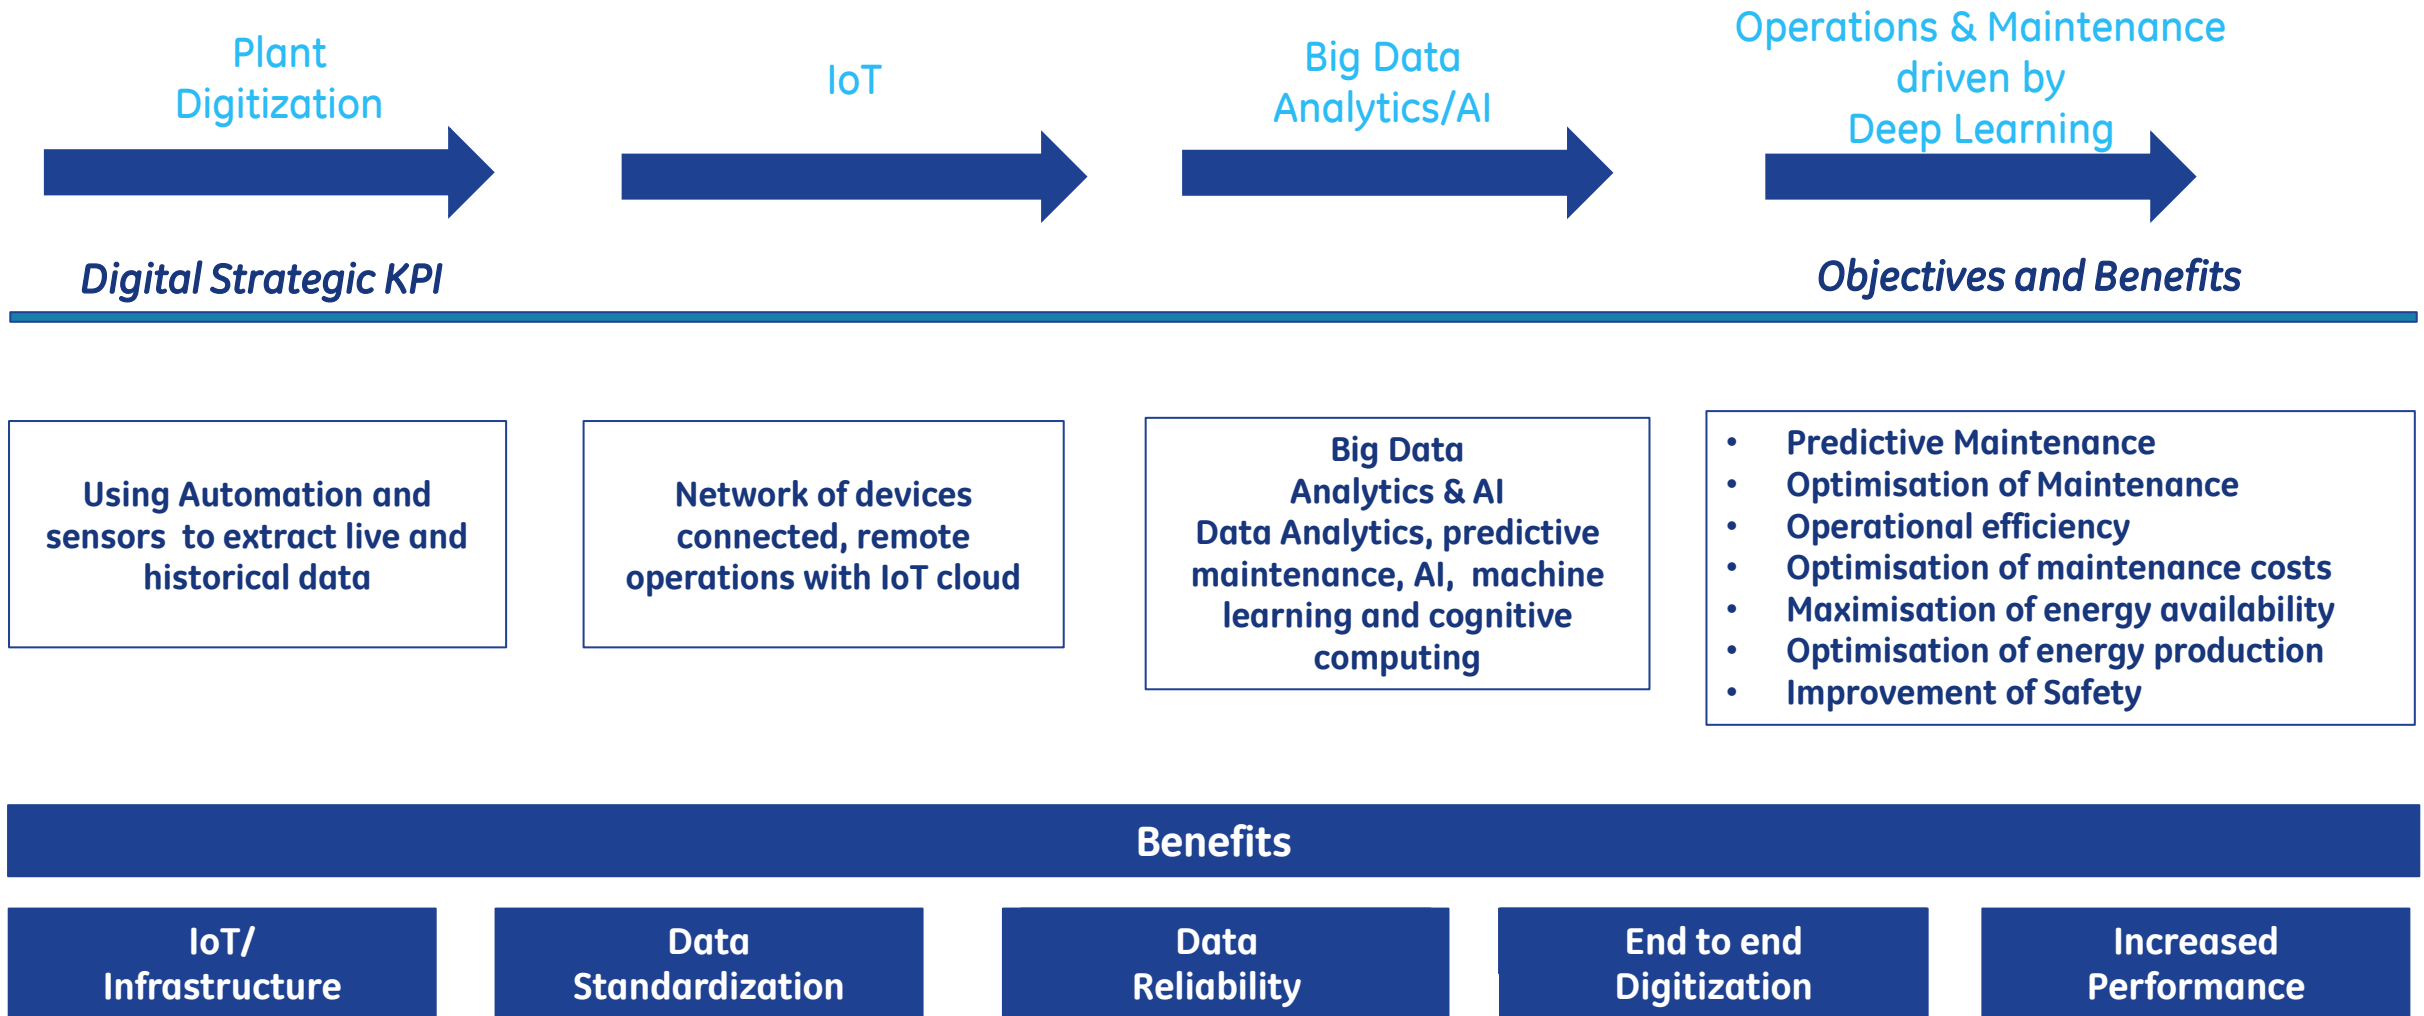 Plant
Digitization
IoT
Big Data
Analytics/AI
Operations & Maintenance
driven by
Deep Learning
Digital Strategic KPI
Objectives and Benefits
Using Automation and
sensors  to extract live and
historical data
Network of devices
connected, remote
operations with IoT cloud
Big Data
Analytics & AI
Data Analytics, predictive
maintenance, AI,  machine
learning and cognitive
computing
• Predictive Maintenance
• Optimisation of Maintenance
• Operational efficiency
• Optimisation of maintenance costs
• Maximisation of energy availability
• Optimisation of energy production
• Improvement of Safety
Benefits
IoT/
Infrastructure
Data
Standardization
Data
Reliability
End to end
Digitization
Increased
Performance